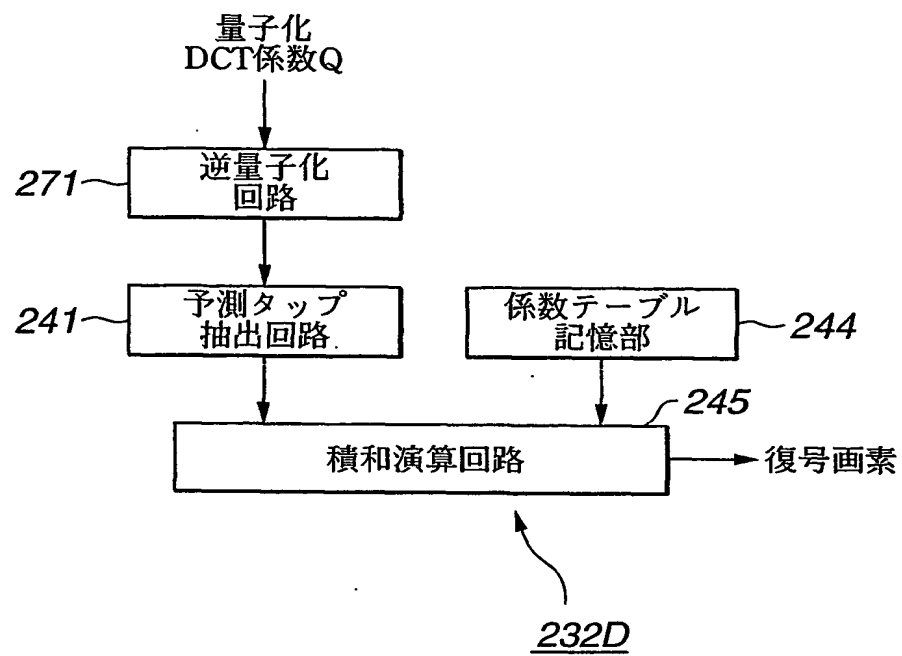 量子化
DCT係数Q
逆量子化
回路
271
予測タップ
抽出回路
241
係数テーブル
記憶部
244
245
積和演算回路
復号画素
232D